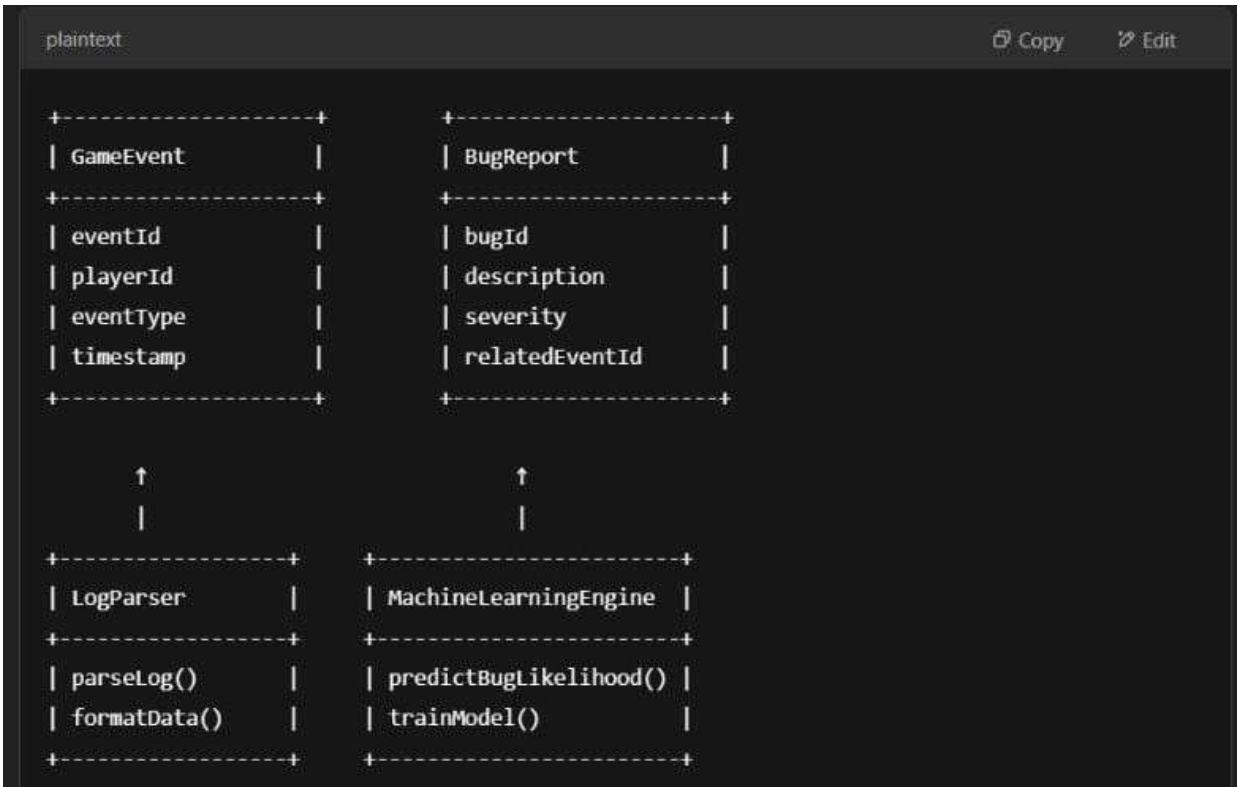 plaintext Copy Edit
+--------------------+ +---------------------+
| GameEvent | | BugReport |
+--------------------+ +---------------------+
| eventId | | bugId |
| playerId | | description |
| eventType | | severity |
| timestamp | | relatedEventId |
+--------------------+ +---------------------+
↑ ↑
| |
+------------------+ +------------------------+
| LogParser | | MachineLearningEngine |
+------------------+ +------------------------+
| parseLog() | | predictBugLikelihood() |
| formatData() | | trainModel() |
+------------------+ +------------------------+